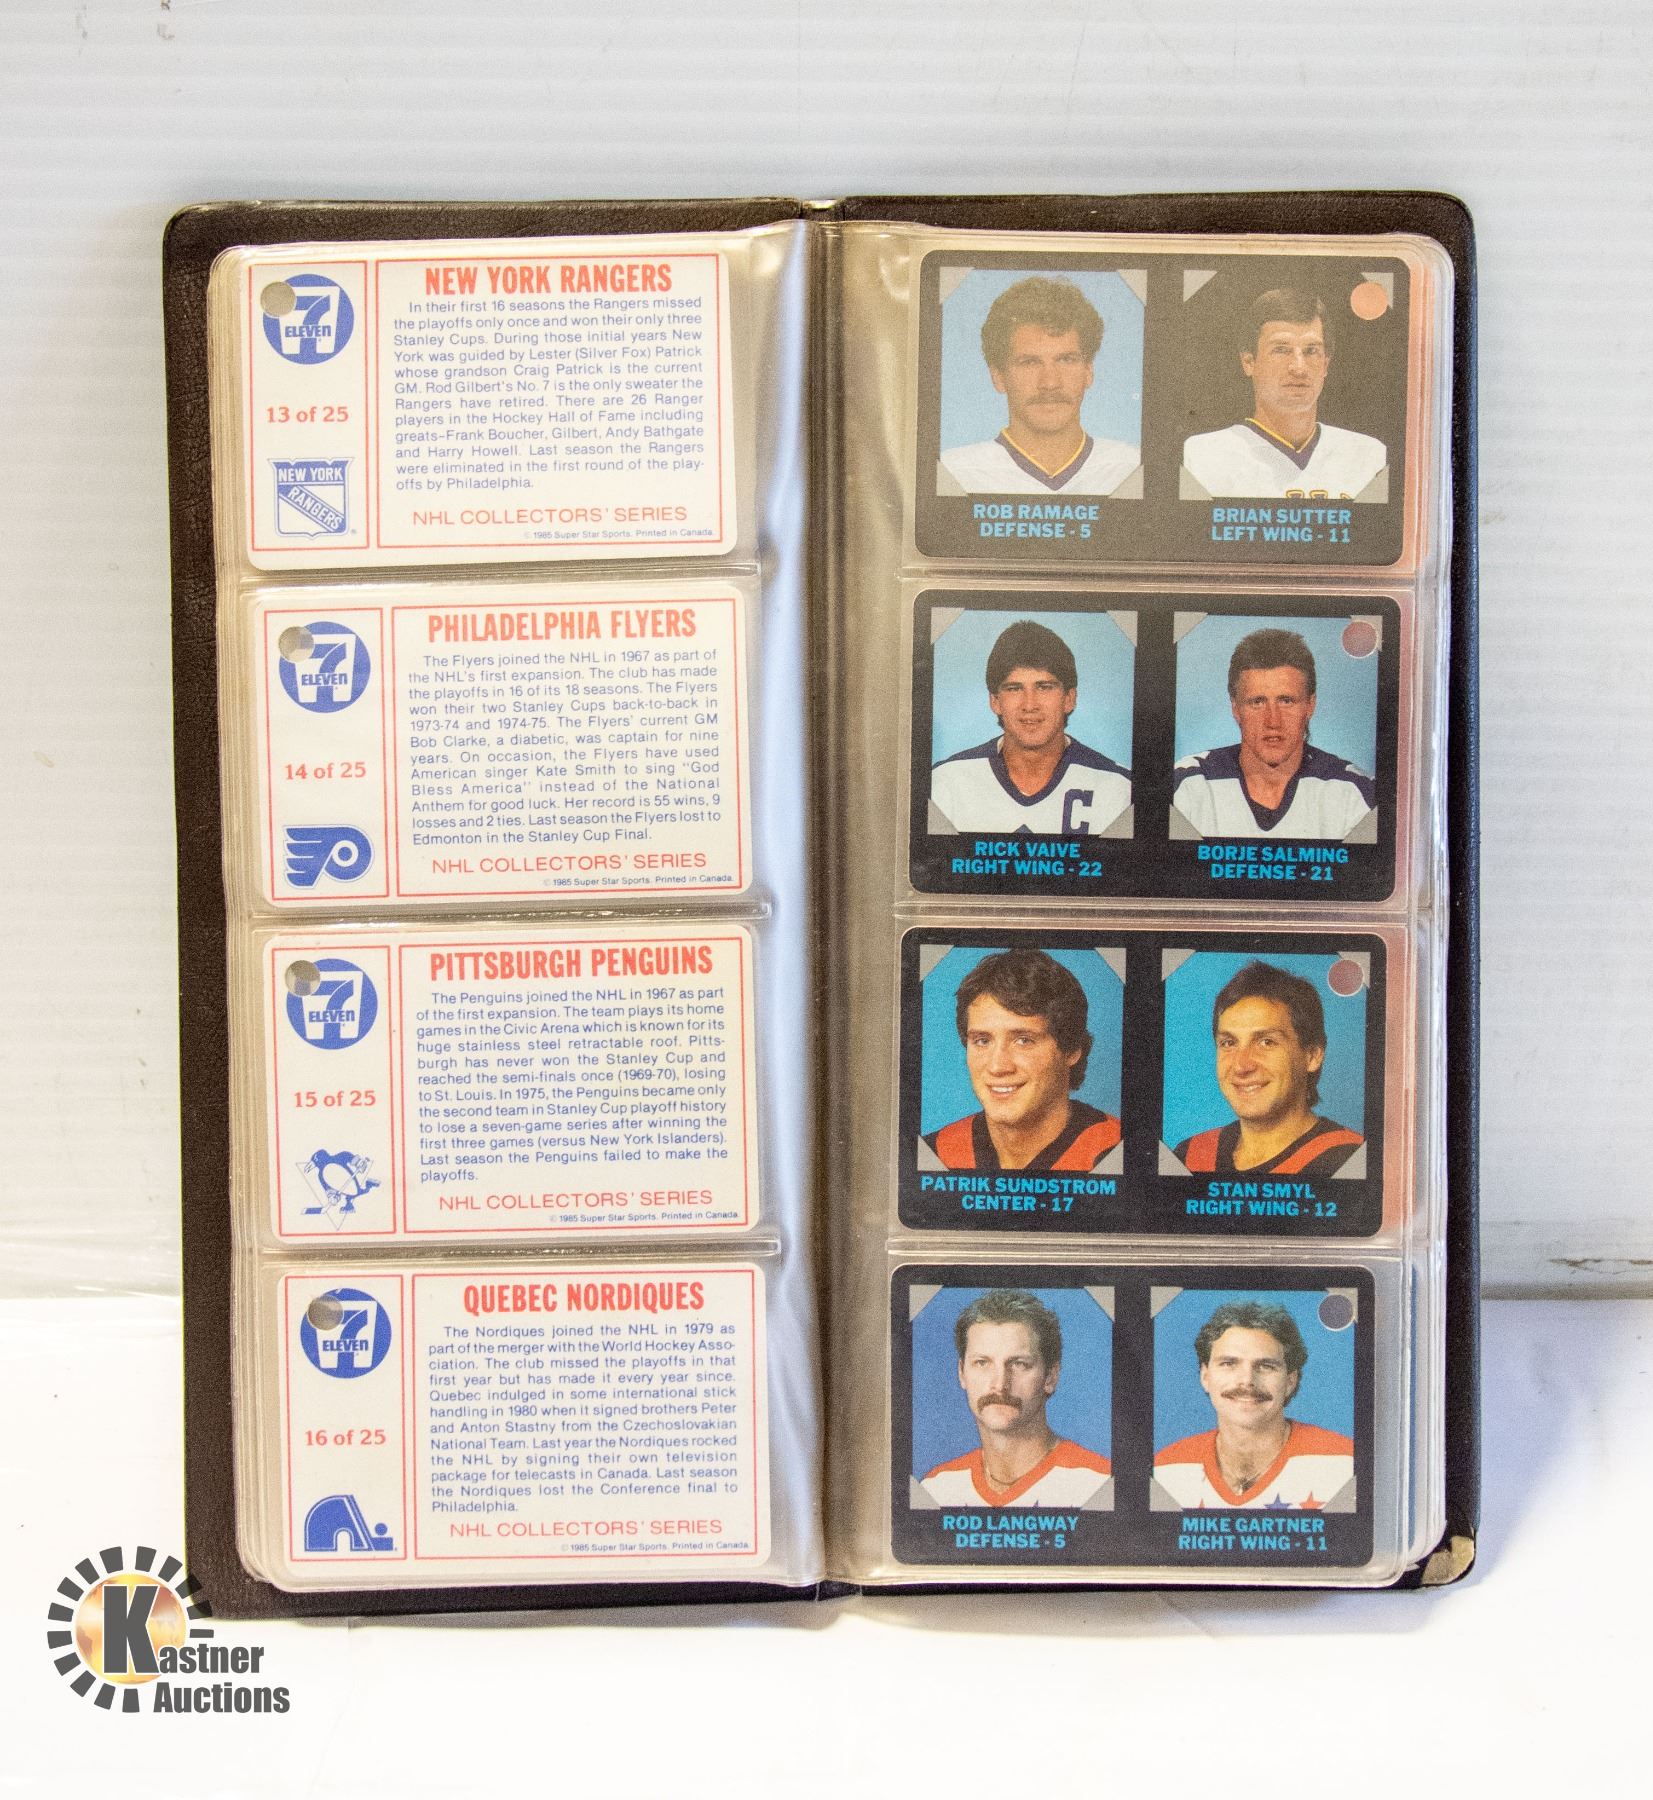 7
ELEVEN
13 of 25
NEW YORK
RANGERS
NEW YORK RANGERS
In their first 16 seasons the Rangers missed
the playoffs only once and won their only three
Stanley Cups. During those initial years New
York was guided by Lester (Silver Fox) Patrick
whose grandson Craig Patrick is the current
GM. Rod Gilbert's No. 7 is the only sweater the
Rangers have retired. There are 26 Ranger
players in the Hockey Hall of Fame including
greats-Frank Boucher, Gilbert, Andy Bathgate
and Harry Howell. Last season the Rangers
were eliminated in the first round of the play-
offs by Philadelphia.
NHL COLLECTORS' SERIES
© 1985 Super Star Sports. Printed in Canada.
7
ELEVEN
14 of 25
PHILADELPHIA FLYERS
The Flyers joined the NHL in 1967 as part of
the NHL's first expansion. The club has made
the playoffs in 16 of its 18 seasons. The Flyers
won their two Stanley Cups back-to-back in
1973-74 and 1974-75. The Flyers' current GM
Bob Clarke, a diabetic, was captain for nine
years. On occasion, the Flyers have used
American singer Kate Smith to sing "God
Bless America" instead of the National
Anthem for good luck. Her record is 55 wins, 9
losses and 2 ties. Last season the Flyers lost to
Edmonton in the Stanley Cup Final.
NHL COLLECTORS' SERIES
© 1985 Super Star Sports. Printed in Canada.
7
ELEVEN
15 of 25
PITTSBURGH PENGUINS
The Penguins joined the NHL in 1967 as part
of the first expansion. The team plays its home
games in the Civic Arena which is known for its
huge stainless steel retractable roof. Pitts-
burgh has never won the Stanley Cup and
reached the semi-finals once (1969-70), losing
to St. Louis. In 1975, the Penguins became only
the second team in Stanley Cup playoff history
to lose a seven-game series after winning the
first three games (versus New York Islanders).
Last season the Penguins failed to make the
playoffs.
NHL COLLECTORS' SERIES
© 1985 Super Star Sports. Printed in Canada.
7
ELEVEN
16 of 25
QUEBEC NORDIQUES
The Nordiques joined the NHL in 1979 as
part of the merger with the World Hockey Asso-
ciation. The club missed the playoffs in that
first year but has made it every year since.
Quebec indulged in some international stick
handling in 1980 when it signed brothers Peter
and Anton Stastny from the Czechoslovakian
National Team. Last year the Nordiques rocked
the NHL by signing their own television
package for telecasts in Canada. Last season
the Nordiques lost the Conference final to
Philadelphia.
NHL COLLECTORS' SERIES
© 1985 Super Star Sports. Printed in Canada.
ROB RAMAGE
DEFENSE - 5
BRIAN SUTTER
LEFT WING - 11
C
RICK VAIVE
RIGHT WING - 22
BORJE SALMING
DEFENSE - 21
PATRIK SUNDSTROM
CENTER - 17
STAN SMYL
RIGHT WING - 12
ROD LANGWAY
DEFENSE - 5
MIKE GARTNER
RIGHT WING - 11
Kastner
Auctions